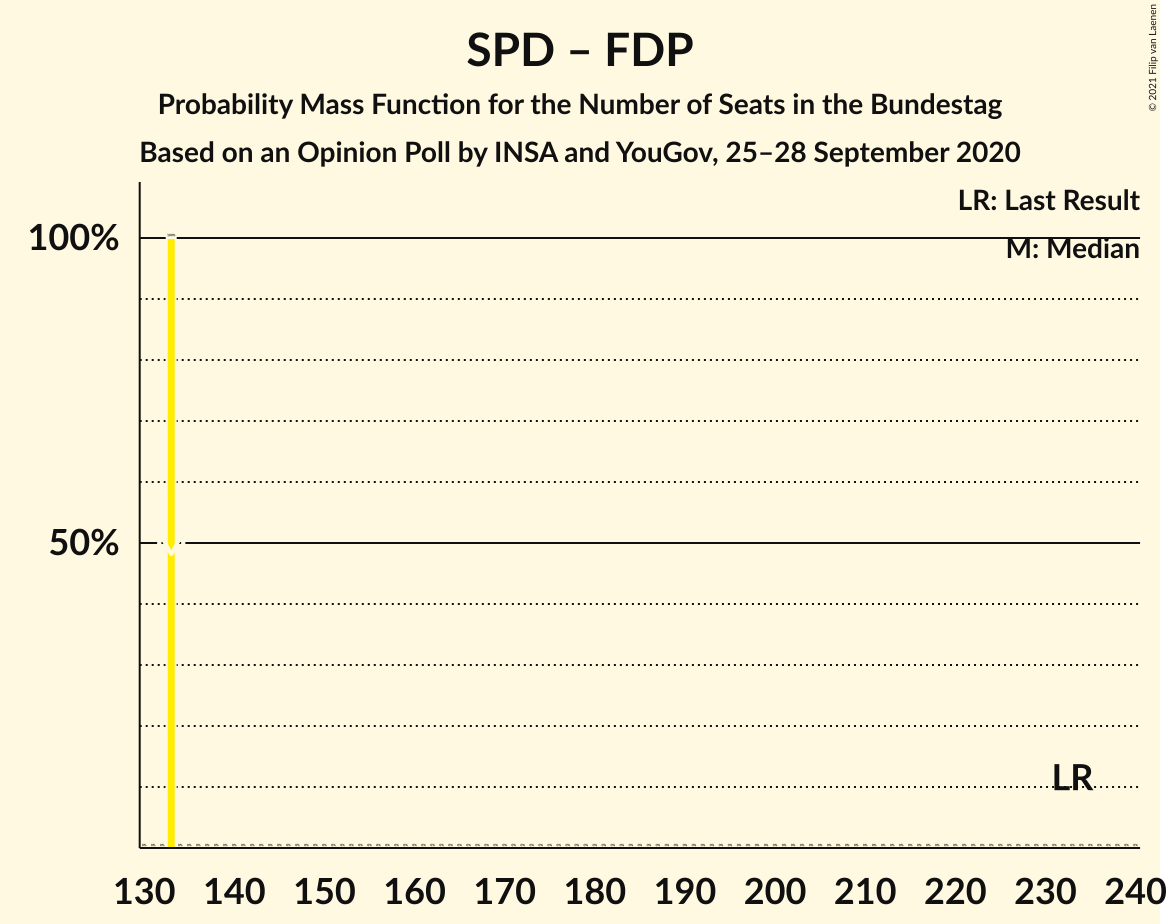 SPD – FDP
Probability Mass Function for the Number of Seats in the Bundestag
Based on an Opinion Poll by INSA and YouGov, 25–28 September 2020
© 2021 Filip van Laenen
LR: Last Result
M: Median
100%
50%
M
LR
130 140 150 160 170 180 190 200 210 220 230 240